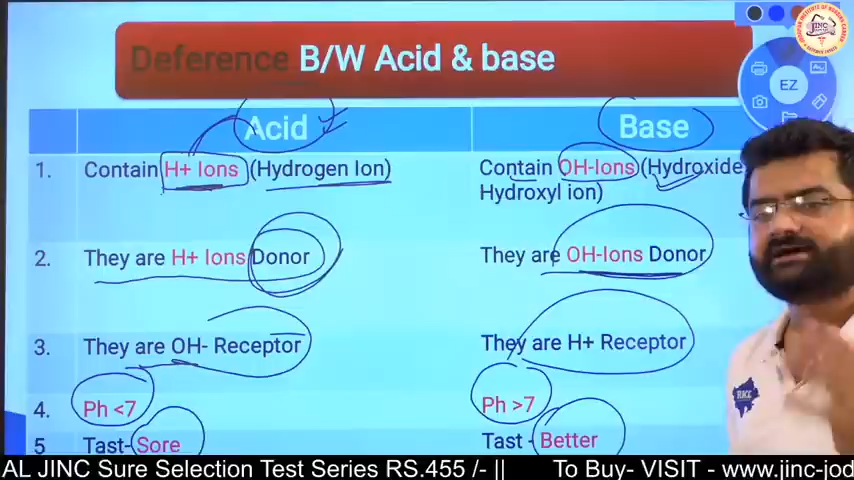 Deference B/W Acid & base
EZ
JINC
Acid
Base
1.
Contain H+ Ions (Hydrogen Ion)
Contain OH-Ions (Hydroxide
Hydroxyl ion)
2.
They are H+ Ions Donor
They are OH-Ions Donor
3.
They are OH- Receptor
They are H+ Receptor
4.
Ph <7
Ph >7
5
Tast- Sore
Tast - Better
AL JINC Sure Selection Test Series RS.455 /- || To Buy- VISIT - www.jinc-jod